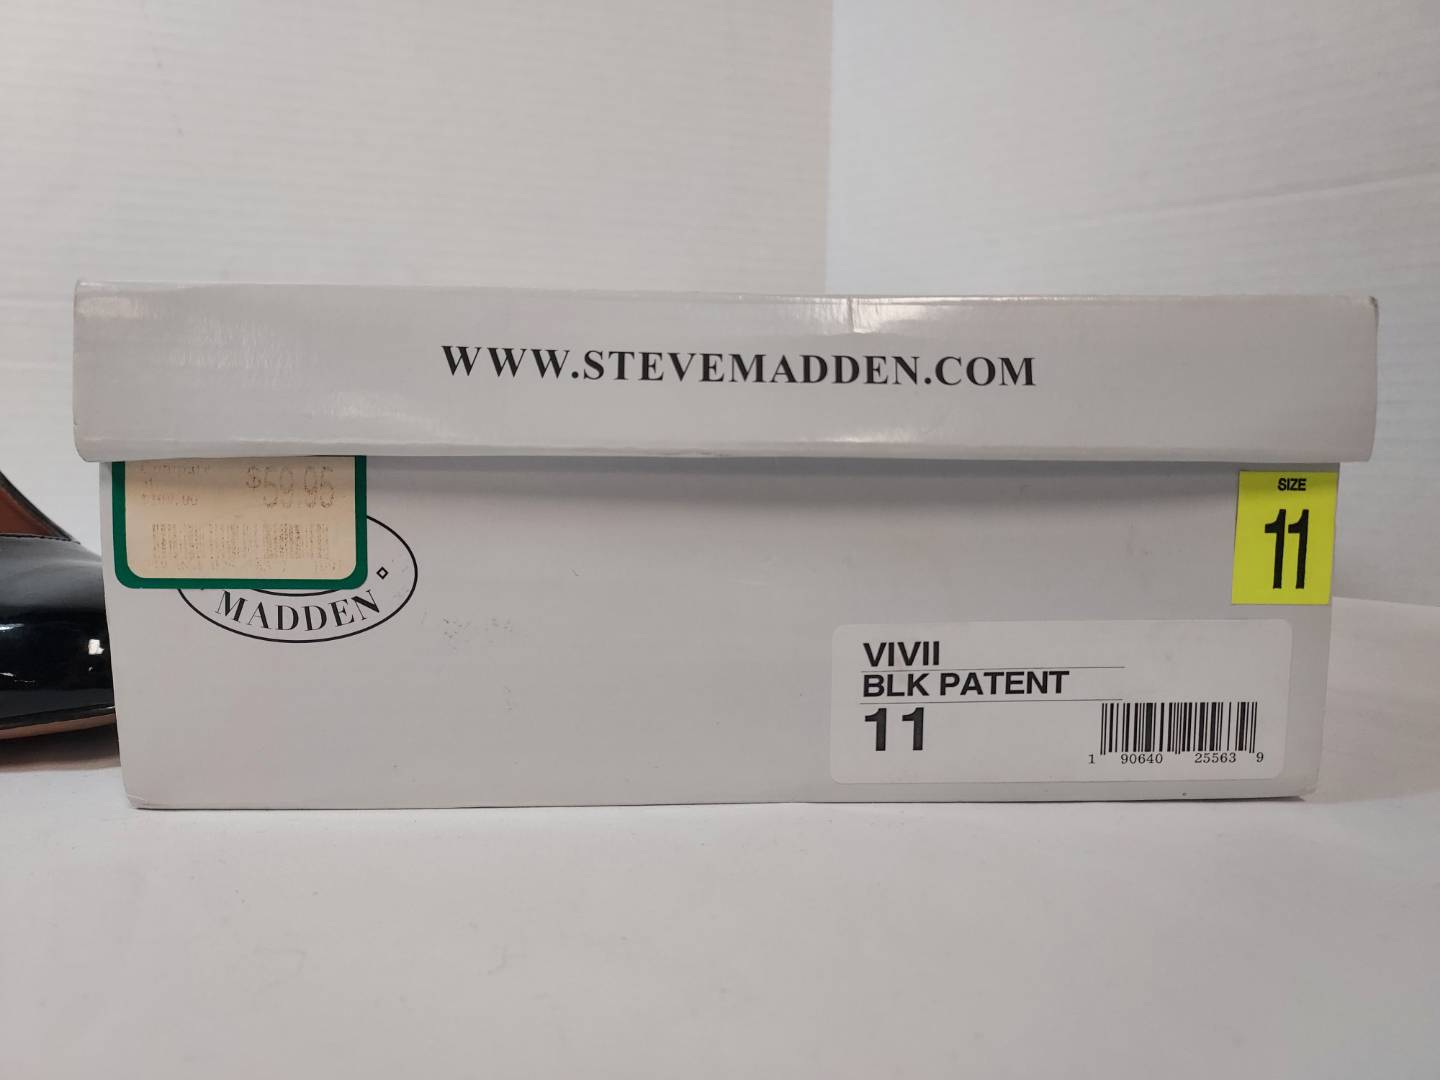 WWW.STEVEMADDEN.COM
$59.95
MADDEN
SIZE
11
VIVII
BLK PATENT
11
1 90640 25563 9